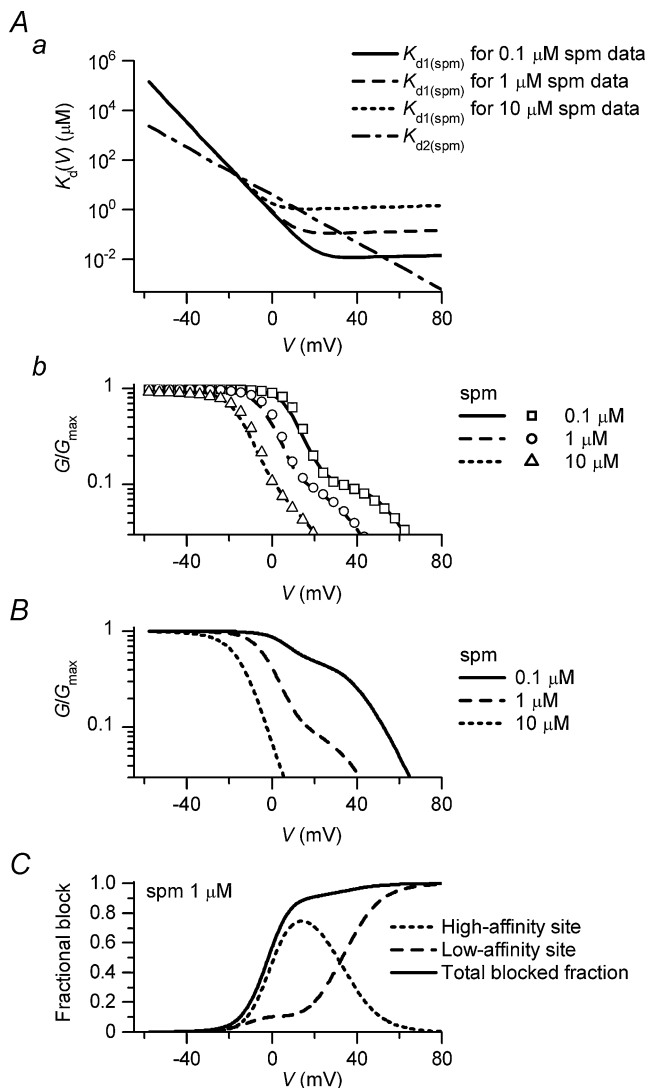 A
a
K_d1(spm) for 0.1 μM spm data
K_d1(spm) for 1 μM spm data
K_d1(spm) for 10 μM spm data
K_d2(spm)
K_d(V) (μM)
10^6
10^4
10^2
10^0
10^-2
-40 0 40 80
V (mV)
b
G/G_max
1
0.1
spm
0.1 μM
1 μM
10 μM
-40 0 40 80
V (mV)
B
G/G_max
1
0.1
spm
0.1 μM
1 μM
10 μM
-40 0 40 80
V (mV)
C
Fractional block
1.0
0.8
0.6
0.4
0.2
0
spm 1 μM
High-affinity site
Low-affinity site
Total blocked fraction
-40 0 40 80
V (mV)